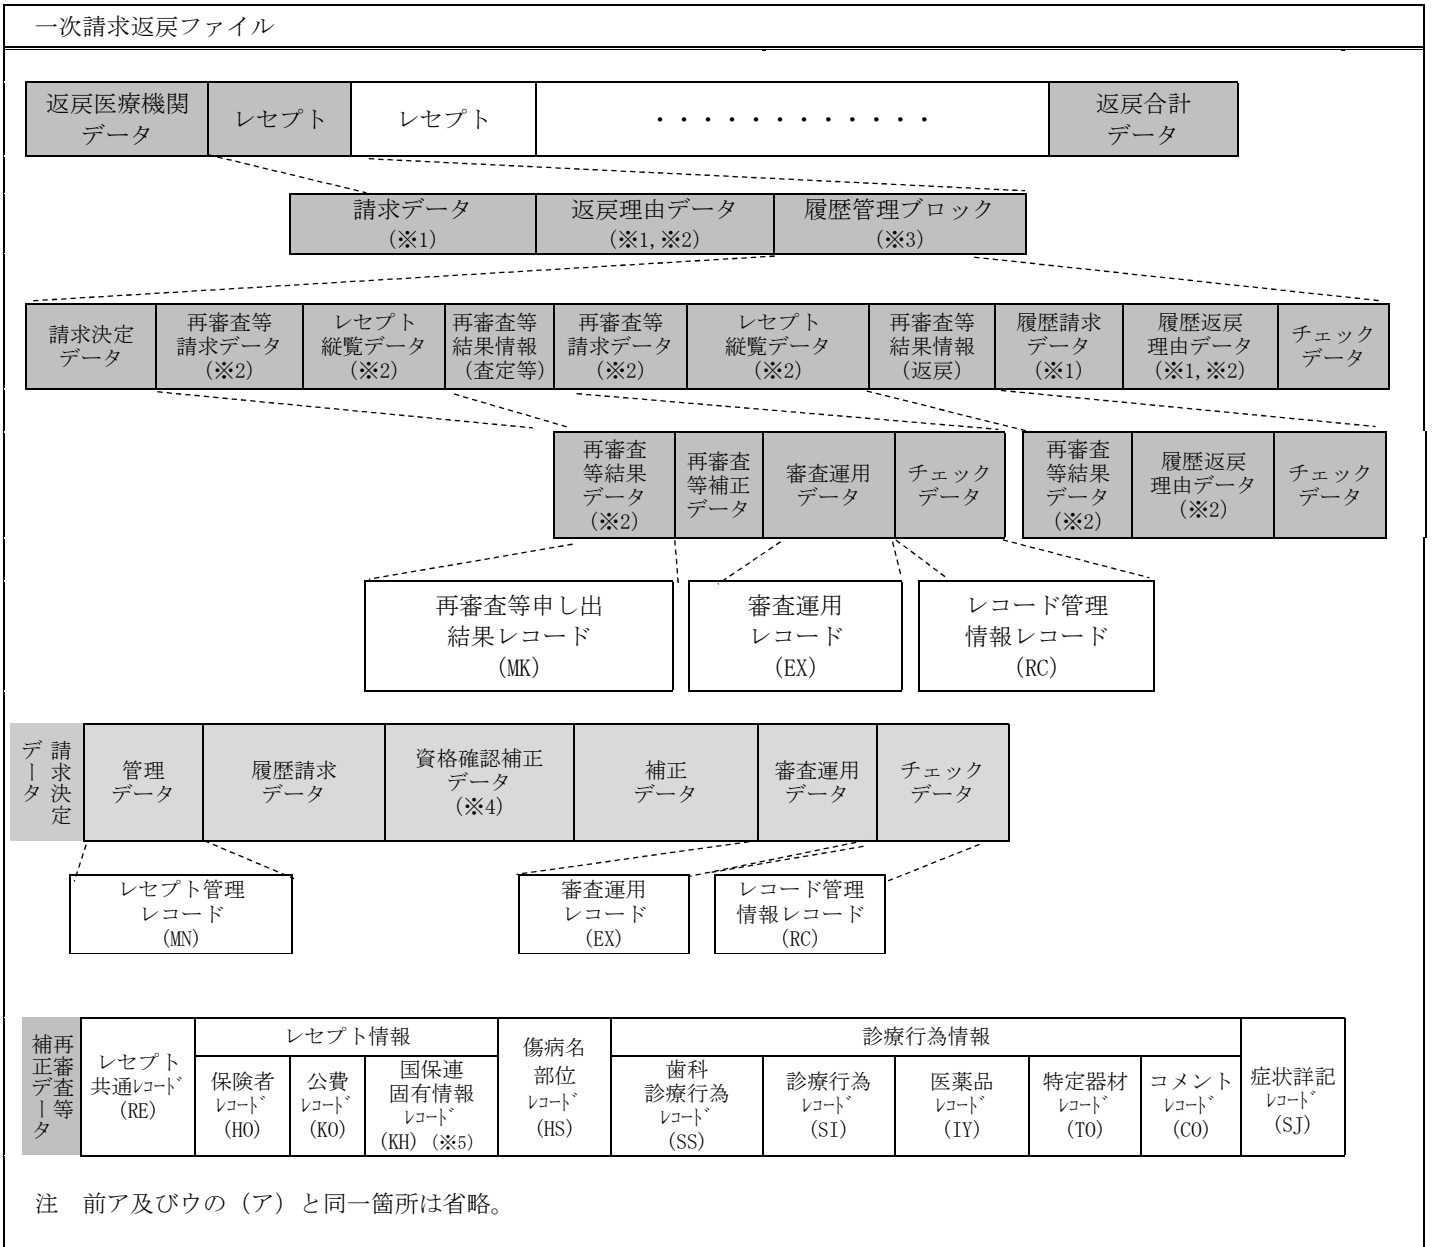 一次請求返戻ファイル
返戻医療機関
データ
レセプト
レセプト
・・・・・・・・・・・・
返戻合計
データ
請求データ
(※1)
返戻理由データ
(※1,※2)
履歴管理ブロック
(※3)
請求決定
データ
再審査等
請求データ
(※2)
レセプト
縦覧データ
(※2)
再審査等
結果情報
(査定等)
再審査等
請求データ
(※2)
レセプト
縦覧データ
(※2)
再審査等
結果情報
(返戻)
履歴請求
データ
(※1)
履歴返戻
理由データ
(※1,※2)
チェック
データ
再審査
等結果
データ
(※2)
再審査
等補正
データ
審査運用
データ
チェック
データ
再審査
等結果
データ
(※2)
履歴返戻
理由データ
(※2)
チェック
データ
再審査等申し出
結果レコード
(MK)
審査運用
レコード
(EX)
レコード管理
情報レコード
(RC)
請求決定
データ
管理
データ
履歴請求
データ
資格確認補正
データ
(※4)
補正
データ
審査運用
データ
チェック
データ
レセプト管理
レコード
(MN)
審査運用
レコード
(EX)
レコード管理
情報レコード
(RC)
再審査等
補正データ
レセプト
共通ﾚｺｰﾄﾞ
(RE)
レセプト情報
保険者
ﾚｺｰﾄﾞ
(HO)
公費
ﾚｺｰﾄﾞ
(KO)
国保連
固有情報
ﾚｺｰﾄﾞ
(KH) (※5)
傷病名
部位
ﾚｺｰﾄﾞ
(HS)
診療行為情報
歯科
診療行為
ﾚｺｰﾄﾞ
(SS)
診療行為
ﾚｺｰﾄﾞ
(SI)
医薬品
ﾚｺｰﾄﾞ
(IY)
特定器材
ﾚｺｰﾄﾞ
(TO)
コメント
ﾚｺｰﾄﾞ
(CO)
症状詳記
ﾚｺｰﾄﾞ
(SJ)
注　前ア及びウの（ア）と同一箇所は省略。